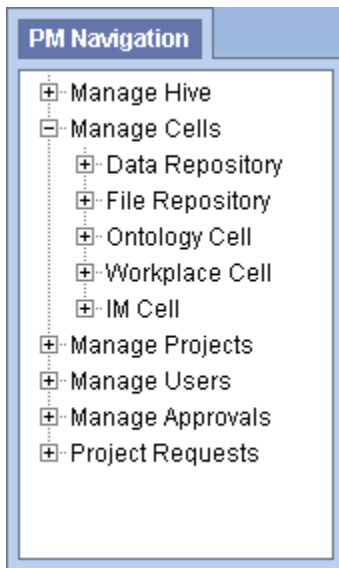 PM Navigation
Manage Hive
Manage Cells
Data Repository
File Repository
Ontology Cell
Workplace Cell
IM Cell
Manage Projects
Manage Users
Manage Approvals
Project Requests